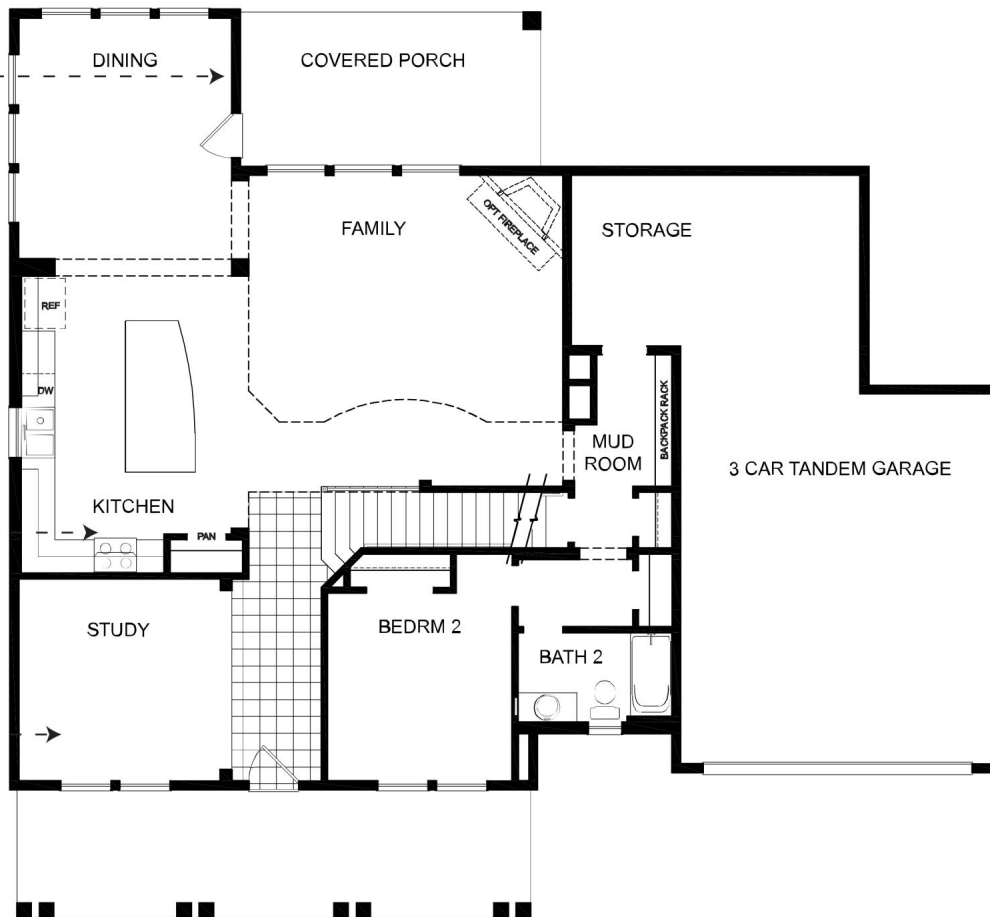 DINING
COVERED PORCH
FAMILY
OPT FIREPLACE
STORAGE
REF
DW
MUD
ROOM
BACKPACK RACK
3 CAR TANDEM GARAGE
KITCHEN
PAN
STUDY
BEDRM 2
BATH 2